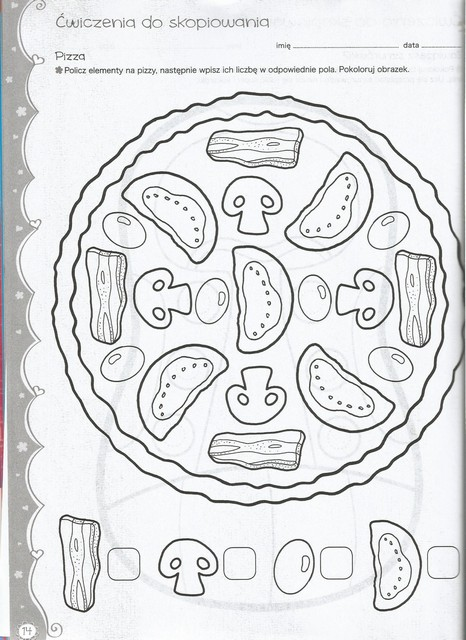 Ćwiczenia do skopiowania
imię data
Pizza
Policz elementy na pizzy, następnie wpisz ich liczbę w odpowiednie pola. Pokoloruj obrazek.
14